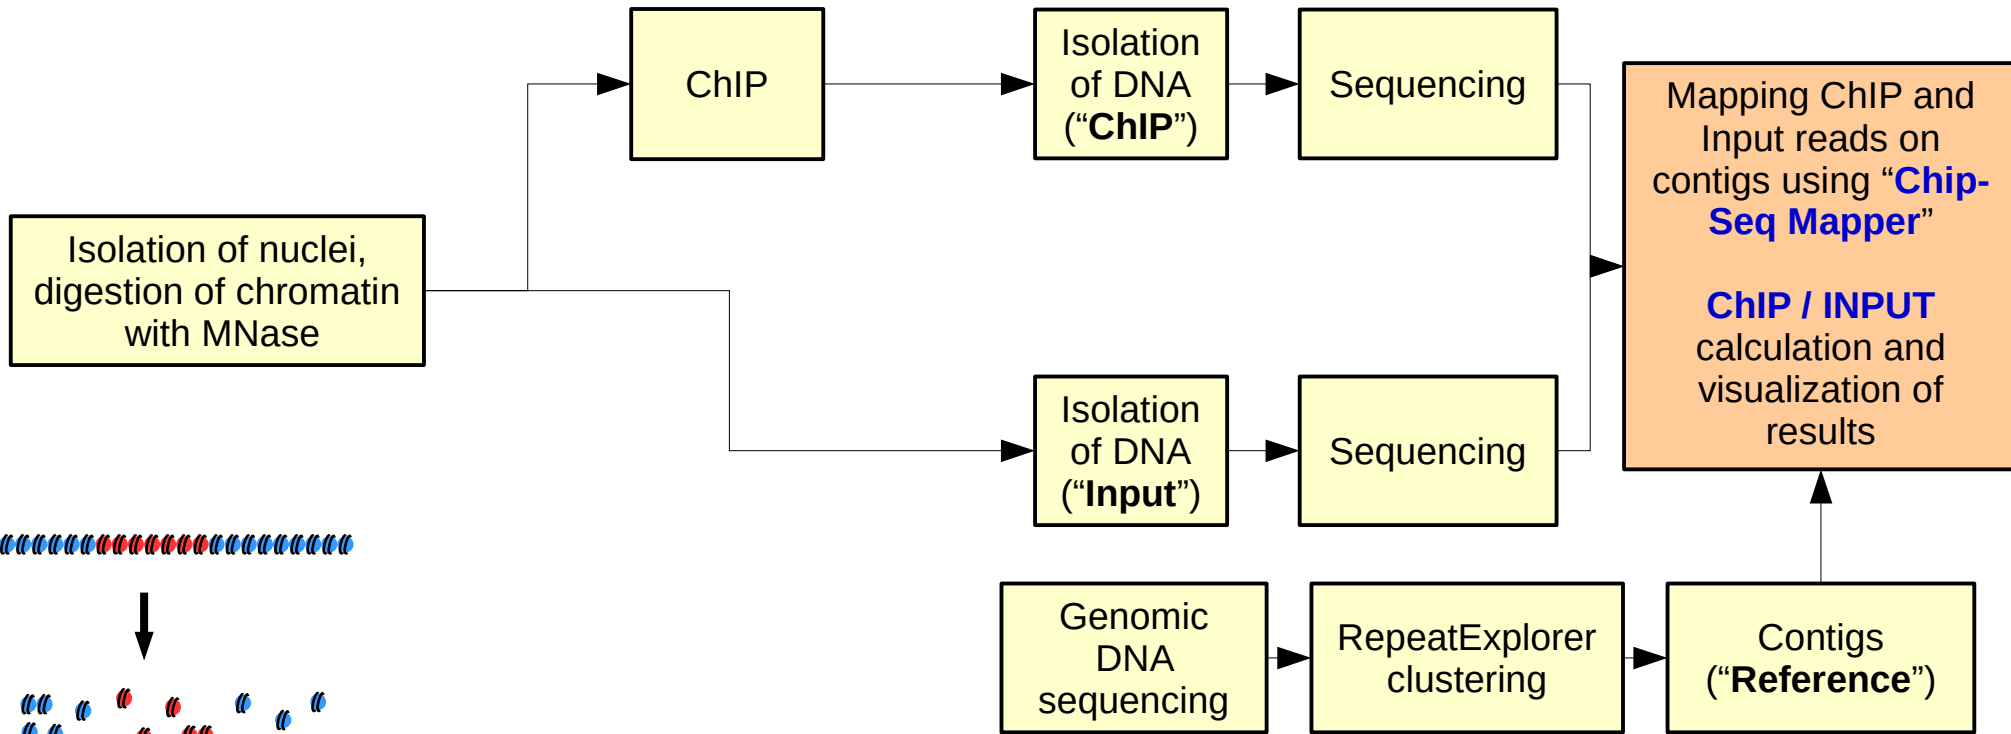 ChIP
Isolation
of DNA
(“ChIP”)
Sequencing
Mapping ChIP and
Input reads on
contigs using “Chip-
Seq Mapper”
ChIP / INPUT
calculation and
visualization of
results
Isolation of nuclei,
digestion of chromatin
with MNase
Isolation
of DNA
(“Input”)
Sequencing
Genomic
DNA
sequencing
RepeatExplorer
clustering
Contigs
(“Reference”)